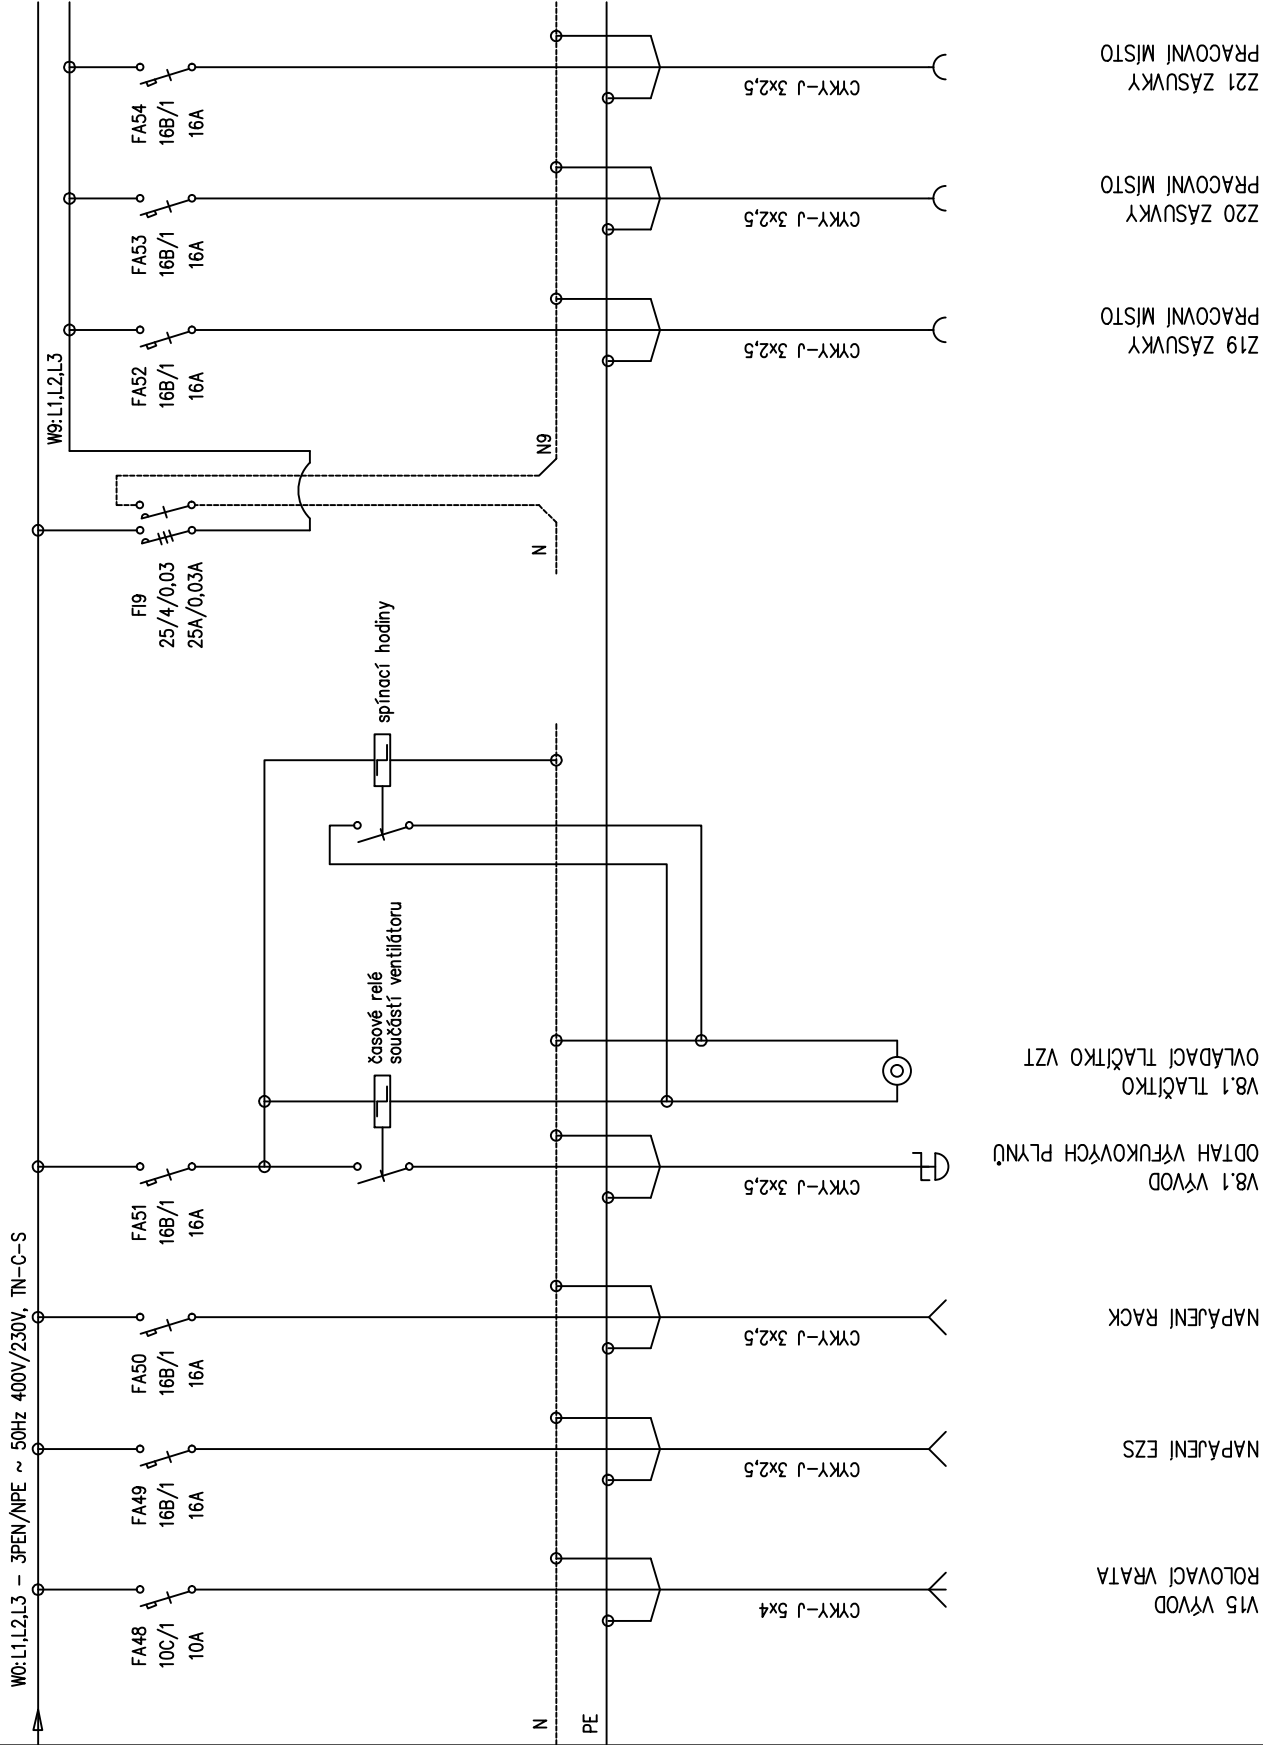 W0:L1,L2,L3 – 3PEN/NPE ~ 50Hz 400V/230V, TN-C-S
FA48
10C/1
10A
FA49
16B/1
16A
FA50
16B/1
16A
FA51
16B/1
16A
časové relé
součástí ventilátoru
spínací hodiny
FI9
25/4/0,03
25A/0,03A
W9:L1,L2,L3
FA52
16B/1
16A
FA53
16B/1
16A
FA54
16B/1
16A
N
PE
N
N9
CYKY-J 5x4
CYKY-J 3x2,5
CYKY-J 3x2,5
CYKY-J 3x2,5
CYKY-J 3x2,5
CYKY-J 3x2,5
CYKY-J 3x2,5
V15 VÝVOD
ROLOVACÍ VRATA
NAPÁJENÍ EZS
NAPÁJENÍ RACK
V8.1 VÝVOD
ODTAH VÝFUKOVÝCH PLYNŮ
V8.1 TLAČÍTKO
OVLÁDACÍ TLAČÍTKO VZT
Z19 ZÁSUVKY
PRACOVNÍ MÍSTO
Z20 ZÁSUVKY
PRACOVNÍ MÍSTO
Z21 ZÁSUVKY
PRACOVNÍ MÍSTO